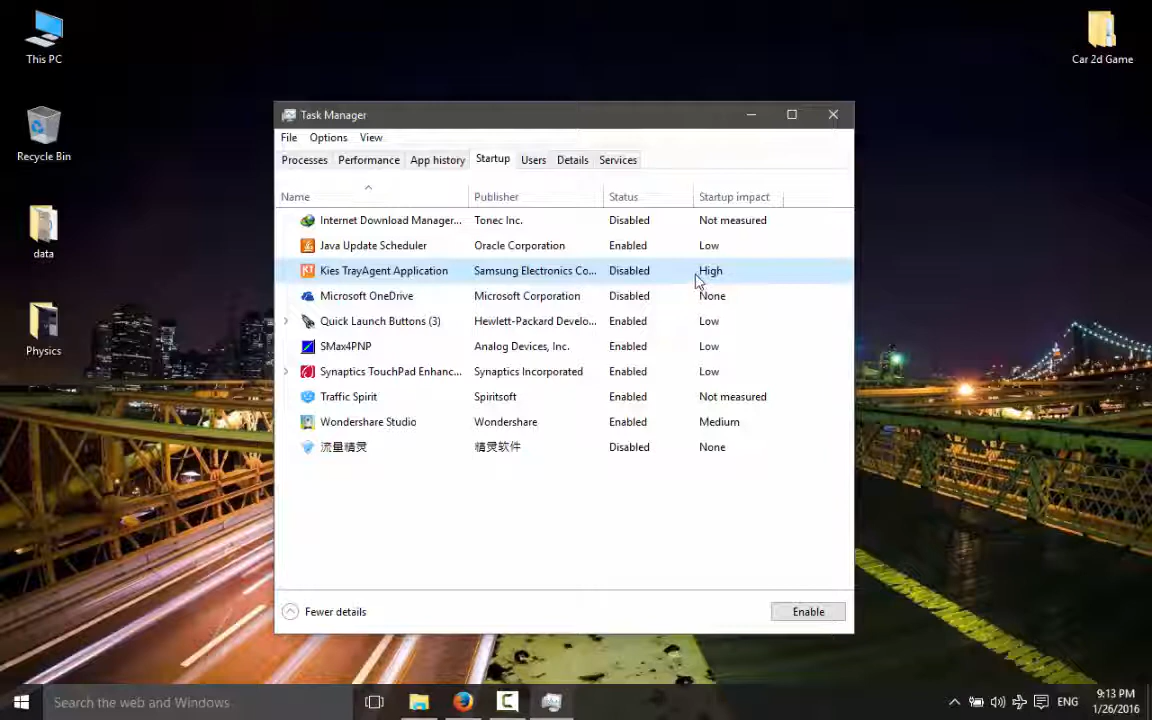 This PC
Recycle Bin
data
Physics
Car 2d Game
Task Manager
File Options View
Processes Performance App history Startup Users Details Services
Name Publisher Status Startup impact
Internet Download Manager... Tonec Inc. Disabled Not measured
Java Update Scheduler Oracle Corporation Enabled Low
Kies TrayAgent Application Samsung Electronics Co... Disabled High
Microsoft OneDrive Microsoft Corporation Disabled None
Quick Launch Buttons (3) Hewlett-Packard Develo... Enabled Low
SMax4PNP Analog Devices, Inc. Enabled Low
Synaptics TouchPad Enhanc... Synaptics Incorporated Enabled Low
Traffic Spirit Spiritsoft Enabled Not measured
Wondershare Studio Wondershare Enabled Medium
流量精灵 精灵软件 Disabled None
Fewer details Enable
Search the web and Windows
ENG
9:13 PM
1/26/2016